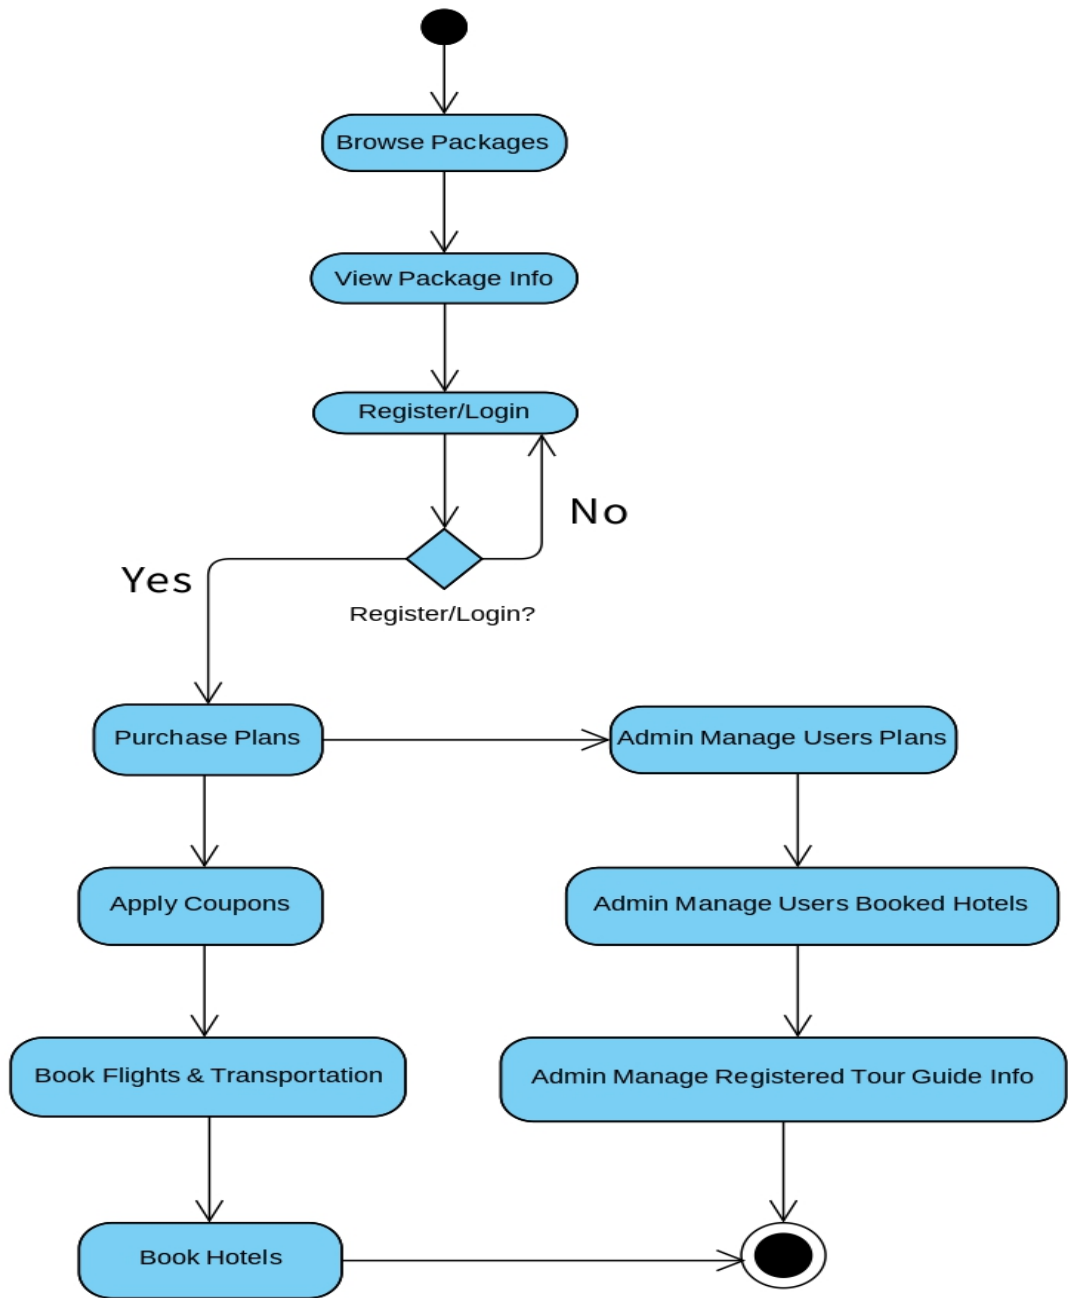 Browse Packages
View Package Info
Register/Login
No
Yes
Register/Login?
Purchase Plans
Admin Manage Users Plans
Apply Coupons
Admin Manage Users Booked Hotels
Book Flights & Transportation
Admin Manage Registered Tour Guide Info
Book Hotels